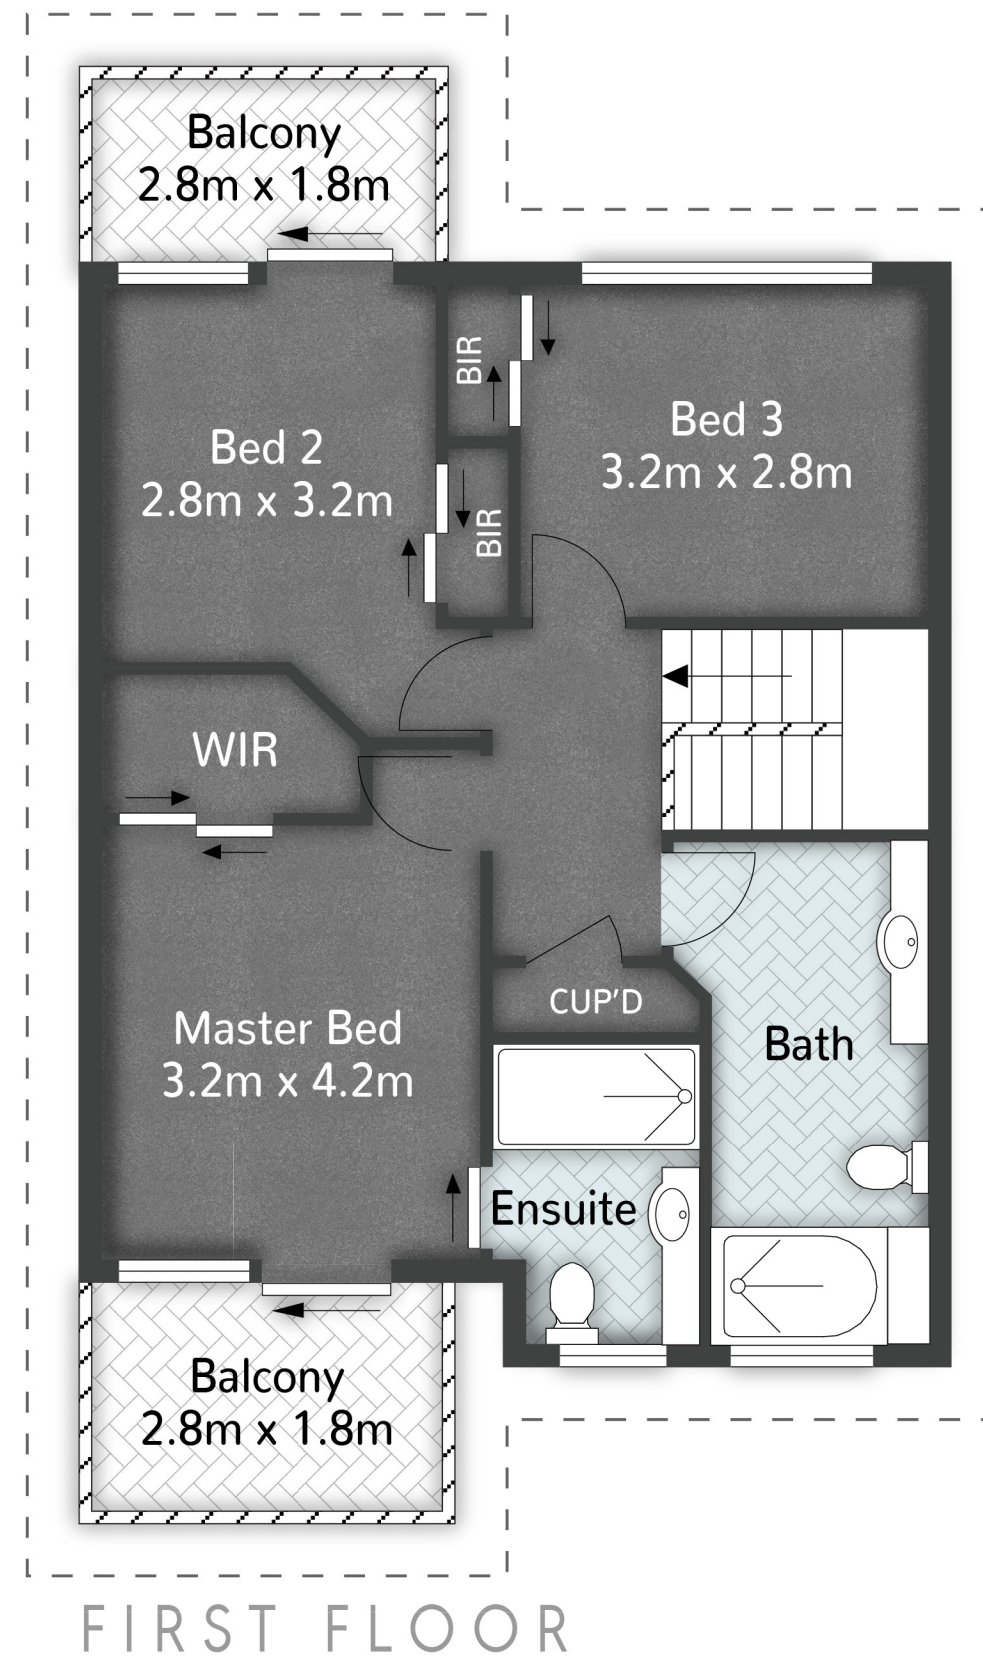 Balcony
2.8m x 1.8m
BIR
Bed 3
3.2m x 2.8m
Bed 2
2.8m x 3.2m
BIR
WIR
CUP'D
Master Bed
3.2m x 4.2m
Bath
Ensuite
Balcony
2.8m x 1.8m
FIRST FLOOR